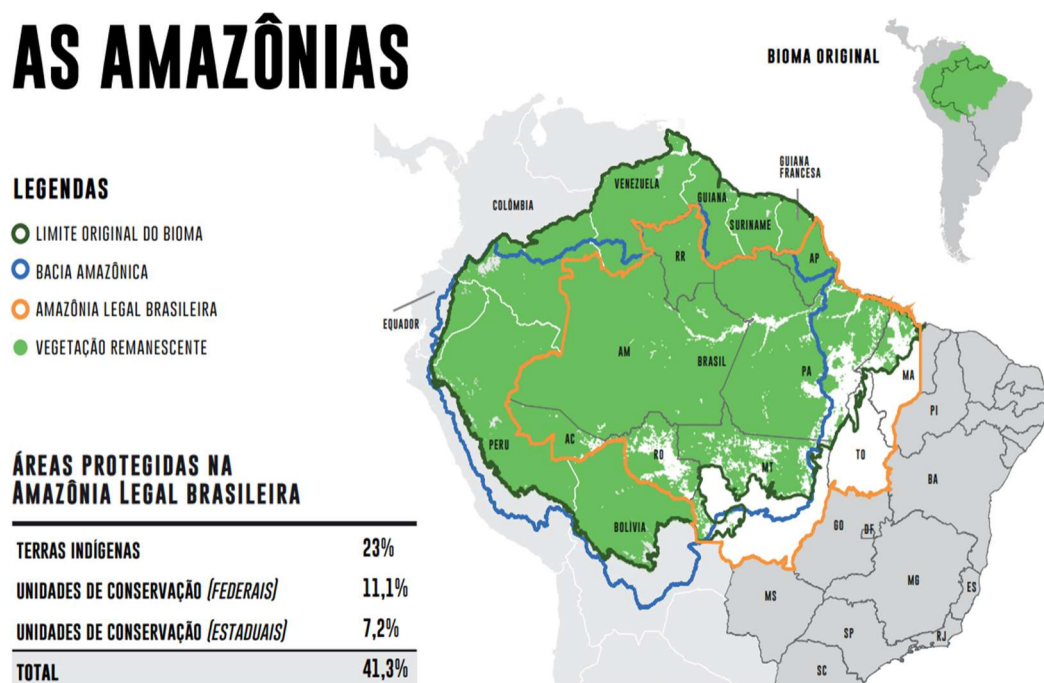 AS AMAZÔNIAS
LEGENDAS
LIMITE ORIGINAL DO BIOMA
BACIA AMAZÔNICA
AMAZÔNIA LEGAL BRASILEIRA
VEGETAÇÃO REMANESCENTE
ÁREAS PROTEGIDAS NA
AMAZÔNIA LEGAL BRASILEIRA
TERRAS INDÍGENAS 23%
UNIDADES DE CONSERVAÇÃO (FEDERAIS) 11,1%
UNIDADES DE CONSERVAÇÃO (ESTADUAIS) 7,2%
TOTAL 41,3%
BIOMA ORIGINAL
GUIANA
FRANCESA
VENEZUELA
COLÔMBIA
GUIANA
SURINAME
RR
AP
EQUADOR
AM
BRASIL
PA
MA
PI
PERU
AC
RO
MT
TO
BA
BOLÍVIA
GO
DF
MG
ES
MS
SP
RJ
SC